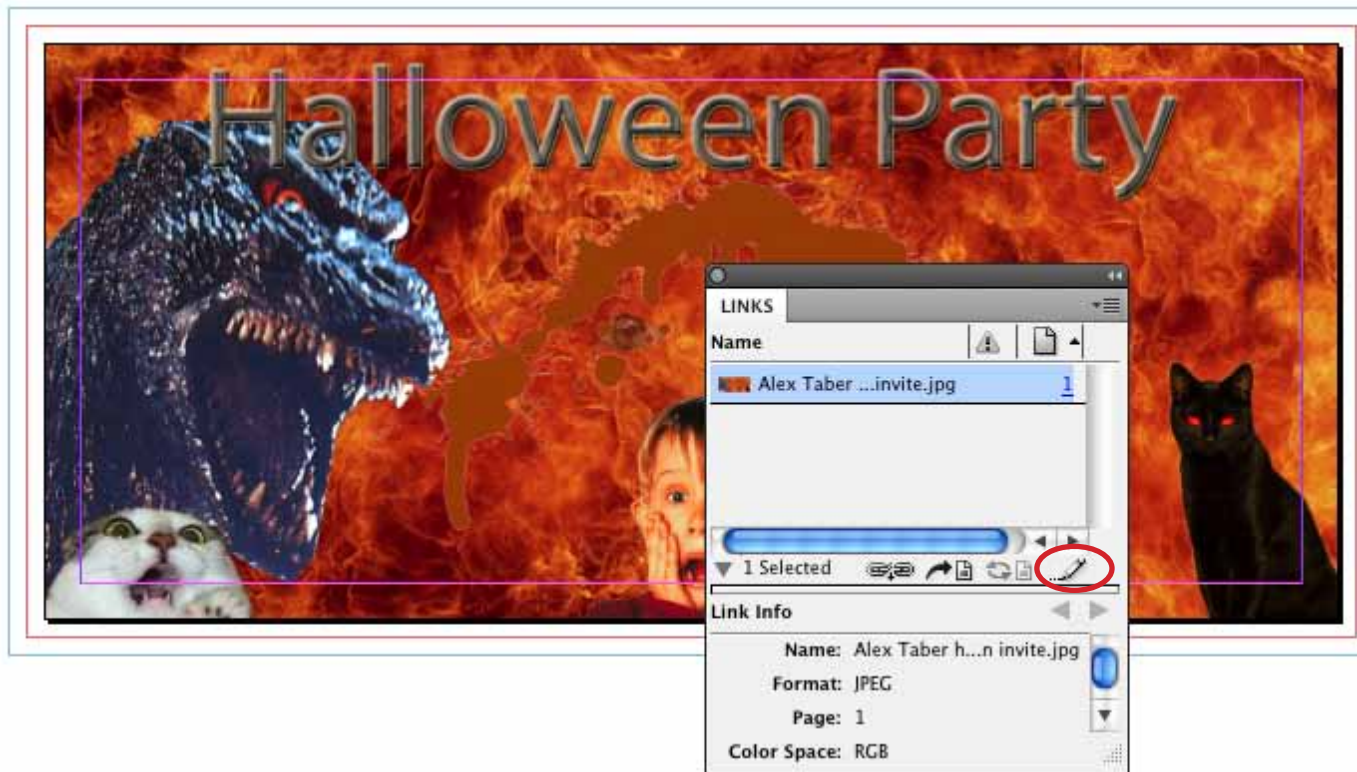 Halloween Party
LINKS
Name
Alex Taber ...invite.jpg 1
1 Selected
Link Info
Name: Alex Taber h...n invite.jpg
Format: JPEG
Page: 1
Color Space: RGB